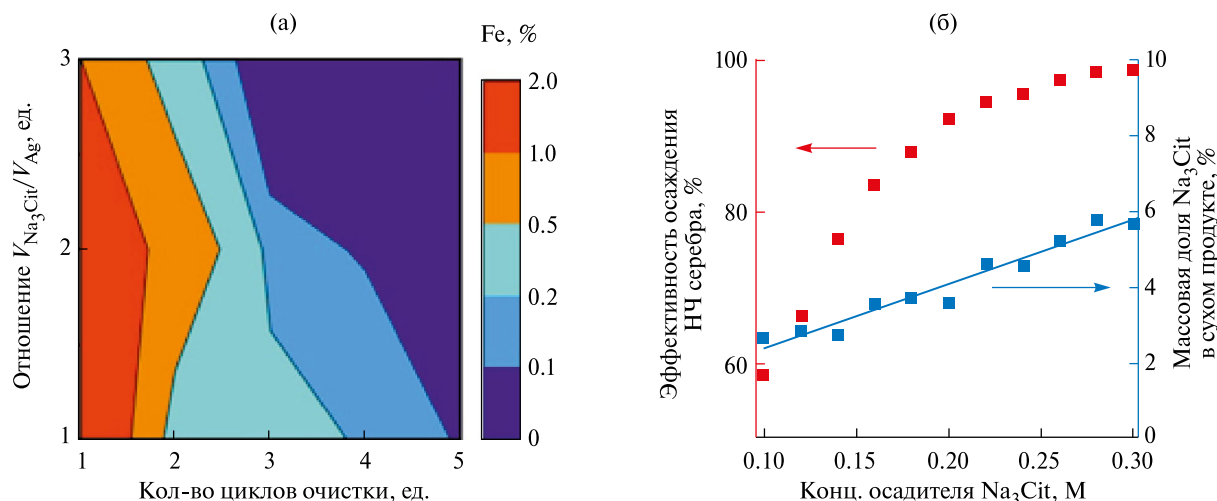 (а)
Fe, %
3
2
1
Отношение V_Na₃Cit/V_Ag, ед.
1 2 3 4 5
Кол-во циклов очистки, ед.
2.0
1.0
0.5
0.2
0.1
0
(б)
100
80
60
Эффективность осаждения
НЧ серебра, %
10
8
6
4
2
0
Массовая доля Na₃Cit
в сухом продукте, %
0.10 0.15 0.20 0.25 0.30
Конц. осадителя Na₃Cit, М